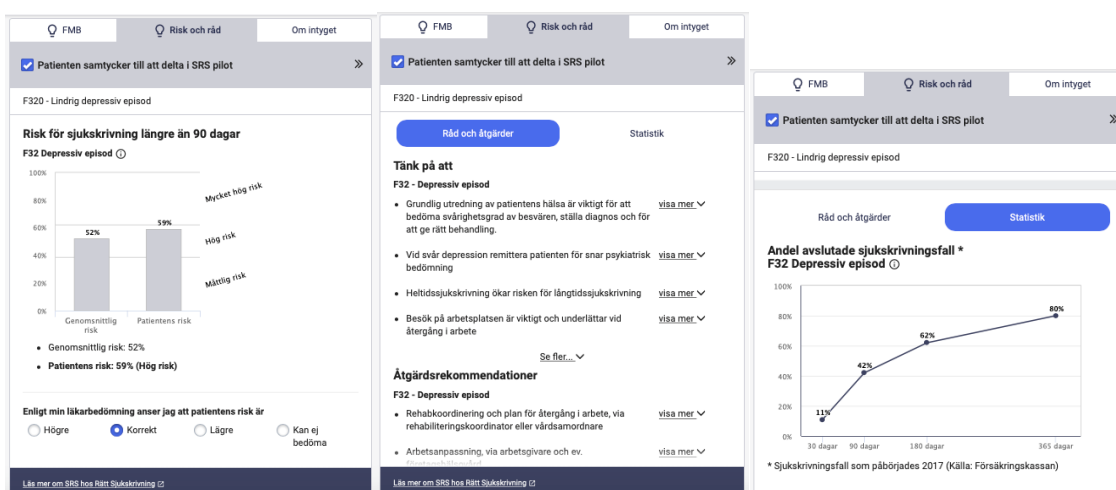 FMB
Risk och råd
Om intyget
Patienten samtycker till att delta i SRS pilot
F320 - Lindrig depressiv episod
Risk för sjukskrivning längre än 90 dagar
F32 Depressiv episod
100%
80%
60%
40%
20%
0%
52%
59%
Mycket hög risk
Hög risk
Måttlig risk
Genomsnittlig
risk
Patientens risk
Genomsnittlig risk: 52%
Patientens risk: 59% (Hög risk)
Enligt min läkarbedömning anser jag att patientens risk är
Högre
Korrekt
Lägre
Kan ej
bedöma
Läs mer om SRS hos Rätt Sjukskrivning
FMB
Risk och råd
Om intyget
Patienten samtycker till att delta i SRS pilot
F320 - Lindrig depressiv episod
Råd och åtgärder
Statistik
Tänk på att
F32 - Depressiv episod
Grundlig utredning av patientens hälsa är viktigt för att visa mer
bedöma svårighetsgrad av besvären, ställa diagnos och för
att ge rätt behandling.
Vid svår depression remittera patienten för snar psykiatrisk visa mer
bedömning
Heltidssjukskrivning ökar risken för långtidssjukskrivning visa mer
Besök på arbetsplatsen är viktigt och underlättar vid visa mer
återgång i arbete
Se fler...
Åtgärdsrekommendationer
F32 - Depressiv episod
Rehabkoordinering och plan för återgång i arbete, via visa mer
rehabiliteringskoordinator eller vårdsamordnare
Arbetsanpassning, via arbetsgivare och ev. visa mer
företagshälsovård
Läs mer om SRS hos Rätt Sjukskrivning
FMB
Risk och råd
Om intyget
Patienten samtycker till att delta i SRS pilot
F320 - Lindrig depressiv episod
Råd och åtgärder
Statistik
Andel avslutade sjukskrivningsfall *
F32 Depressiv episod
100%
80%
60%
40%
20%
0%
11%
42%
62%
80%
30 dagar
90 dagar
180 dagar
365 dagar
* Sjukskrivningsfall som påbörjades 2017 (Källa: Försäkringskassan)